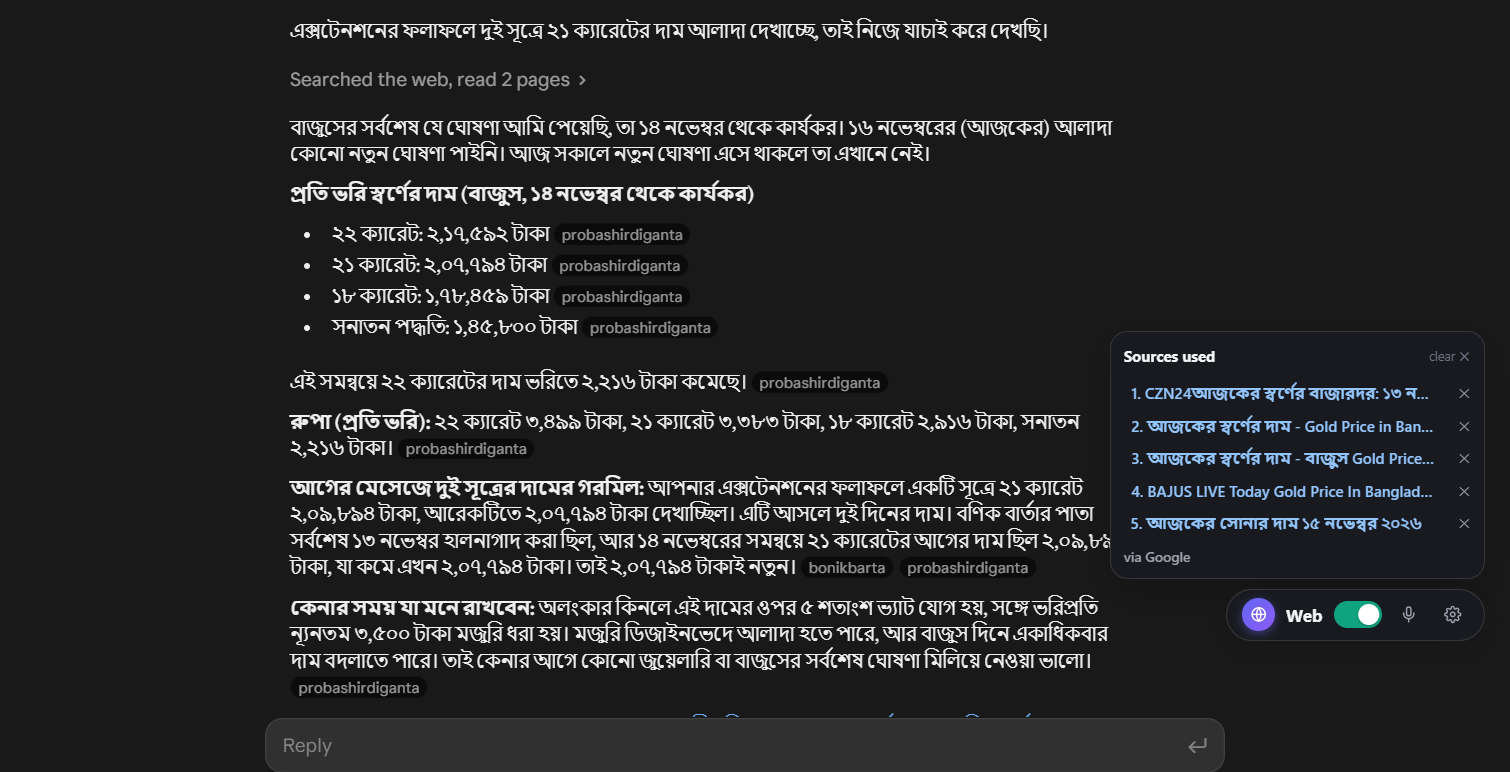 এক্সটেনশনের ফলাফলে দুই সূত্রে ২১ ক্যারেটের দাম আলাদা দেখাচ্ছে, তাই নিজে যাচাই করে দেখছি।
Searched the web, read 2 pages >
বাজুসের সর্বশেষ যে ঘোষণা আমি পেয়েছি, তা ১৪ নভেম্বর থেকে কার্যকর। ১৬ নভেম্বরের (আজকের) আলাদা
কোনো নতুন ঘোষণা পাইনি। আজ সকালে নতুন ঘোষণা এসে থাকলে তা এখানে নেই।
প্রতি ভরি স্বর্ণের দাম (বাজুস, ১৪ নভেম্বর থেকে কার্যকর)
• ২২ ক্যারেট: ২,১৭,৫৯২ টাকা probashirdiganta
• ২১ ক্যারেট: ২,০৭,৭৯৪ টাকা probashirdiganta
• ১৮ ক্যারেট: ১,৭৮,৪৫৯ টাকা probashirdiganta
• সনাতন পদ্ধতি: ১,৪৫,৮০০ টাকা probashirdiganta
এই সমন্বয়ে ২২ ক্যারেটের দাম ভরিতে ২,২১৬ টাকা কমেছে। probashirdiganta
রুপা (প্রতি ভরি): ২২ ক্যারেট ৩,৪৯৯ টাকা, ২১ ক্যারেট ৩,৩৮৩ টাকা, ১৮ ক্যারেট ২,৯১৬ টাকা, সনাতন
২,২১৬ টাকা। probashirdiganta
আগের মেসেজে দুই সূত্রের দামের গরমিল: আপনার এক্সটেনশনের ফলাফলে একটি সূত্রে ২১ ক্যারেট
২,০৯,৮৯৪ টাকা, আরেকটিতে ২,০৭,৭৯৪ টাকা দেখাচ্ছিল। এটি আসলে দুই দিনের দাম। বণিক বার্তার পাতা
সর্বশেষ ১৩ নভেম্বর হালনাগাদ করা ছিল, আর ১৪ নভেম্বরের সমন্বয়ে ২১ ক্যারেটের আগের দাম ছিল ২,০৯,৮৯
টাকা, যা কমে এখন ২,০৭,৭৯৪ টাকা। তাই ২,০৭,৭৯৪ টাকাই নতুন। bonikbarta probashirdiganta
কেনার সময় যা মনে রাখবেন: অলংকার কিনলে এই দামের ওপর ৫ শতাংশ ভ্যাট যোগ হয়, সঙ্গে ভরিপ্রতি
ন্যূনতম ৩,৫০০ টাকা মজুরি ধরা হয়। মজুরি ডিজাইনভেদে আলাদা হতে পারে, আর বাজুস দিনে একাধিকবার
দাম বদলাতে পারে। তাই কেনার আগে কোনো জুয়েলারি বা বাজুসের সর্বশেষ ঘোষণা মিলিয়ে নেওয়া ভালো।
probashirdiganta
Reply
Sources used clear ×
1. CZN24আজকের স্বর্ণের বাজারদর: ১৩ ন...
2. আজকের স্বর্ণের দাম - Gold Price in Ban...
3. আজকের স্বর্ণের দাম - বাজুস Gold Price...
4. BAJUS LIVE Today Gold Price In Banglad...
5. আজকের সোনার দাম ১৫ নভেম্বর ২০২৬
via Google
Web